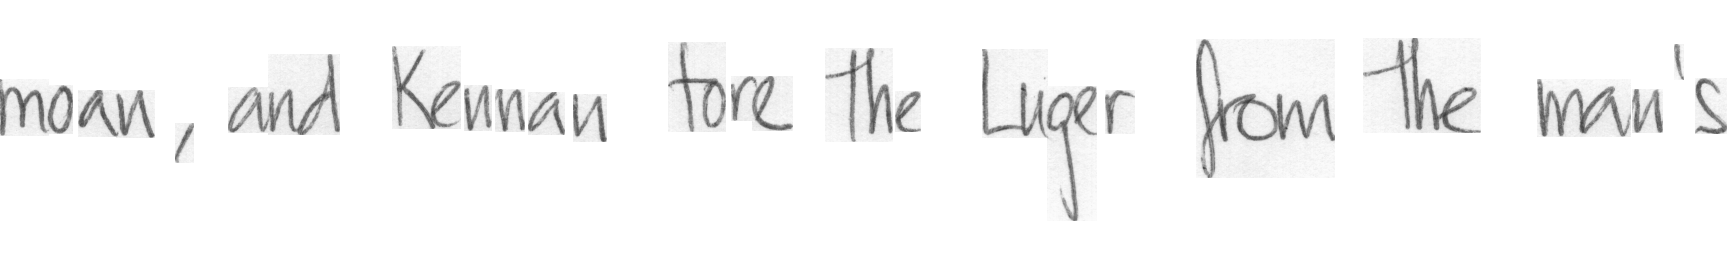 moan, and Kennan tore the Luger from the man's